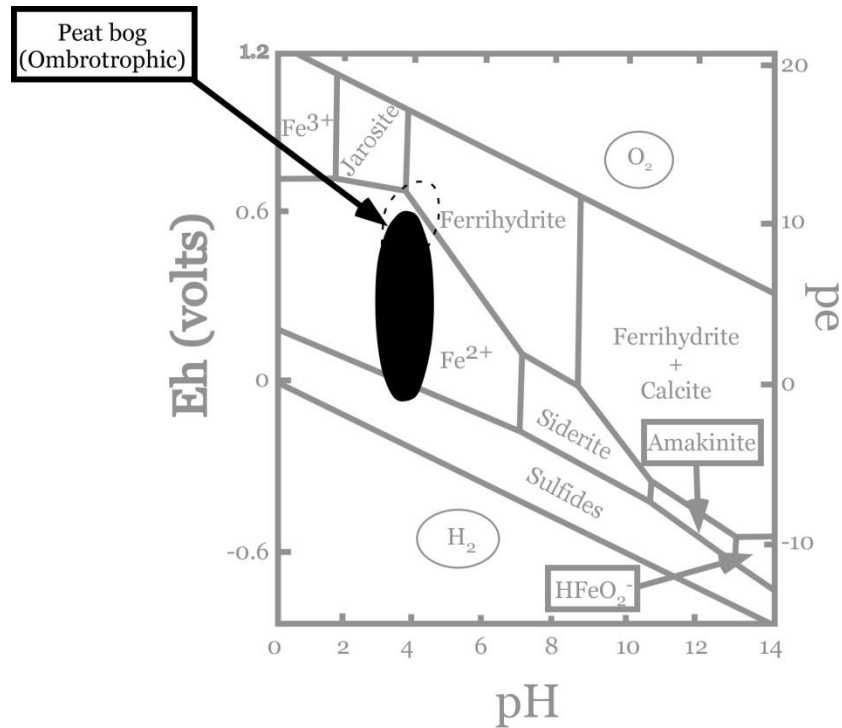 Peat bog
(Ombrotrophic)
1.2
20
Fe3+
Jarosite
O2
0.6
Ferrihydrite
10
Eh (volts)
pe
Ferrihydrite
+
Calcite
Fe2+
0
0
Siderite
Amakinite
Sulfides
H2
-0.6
-10
HFeO2-
0
2
4
6
8
10
12
14
pH